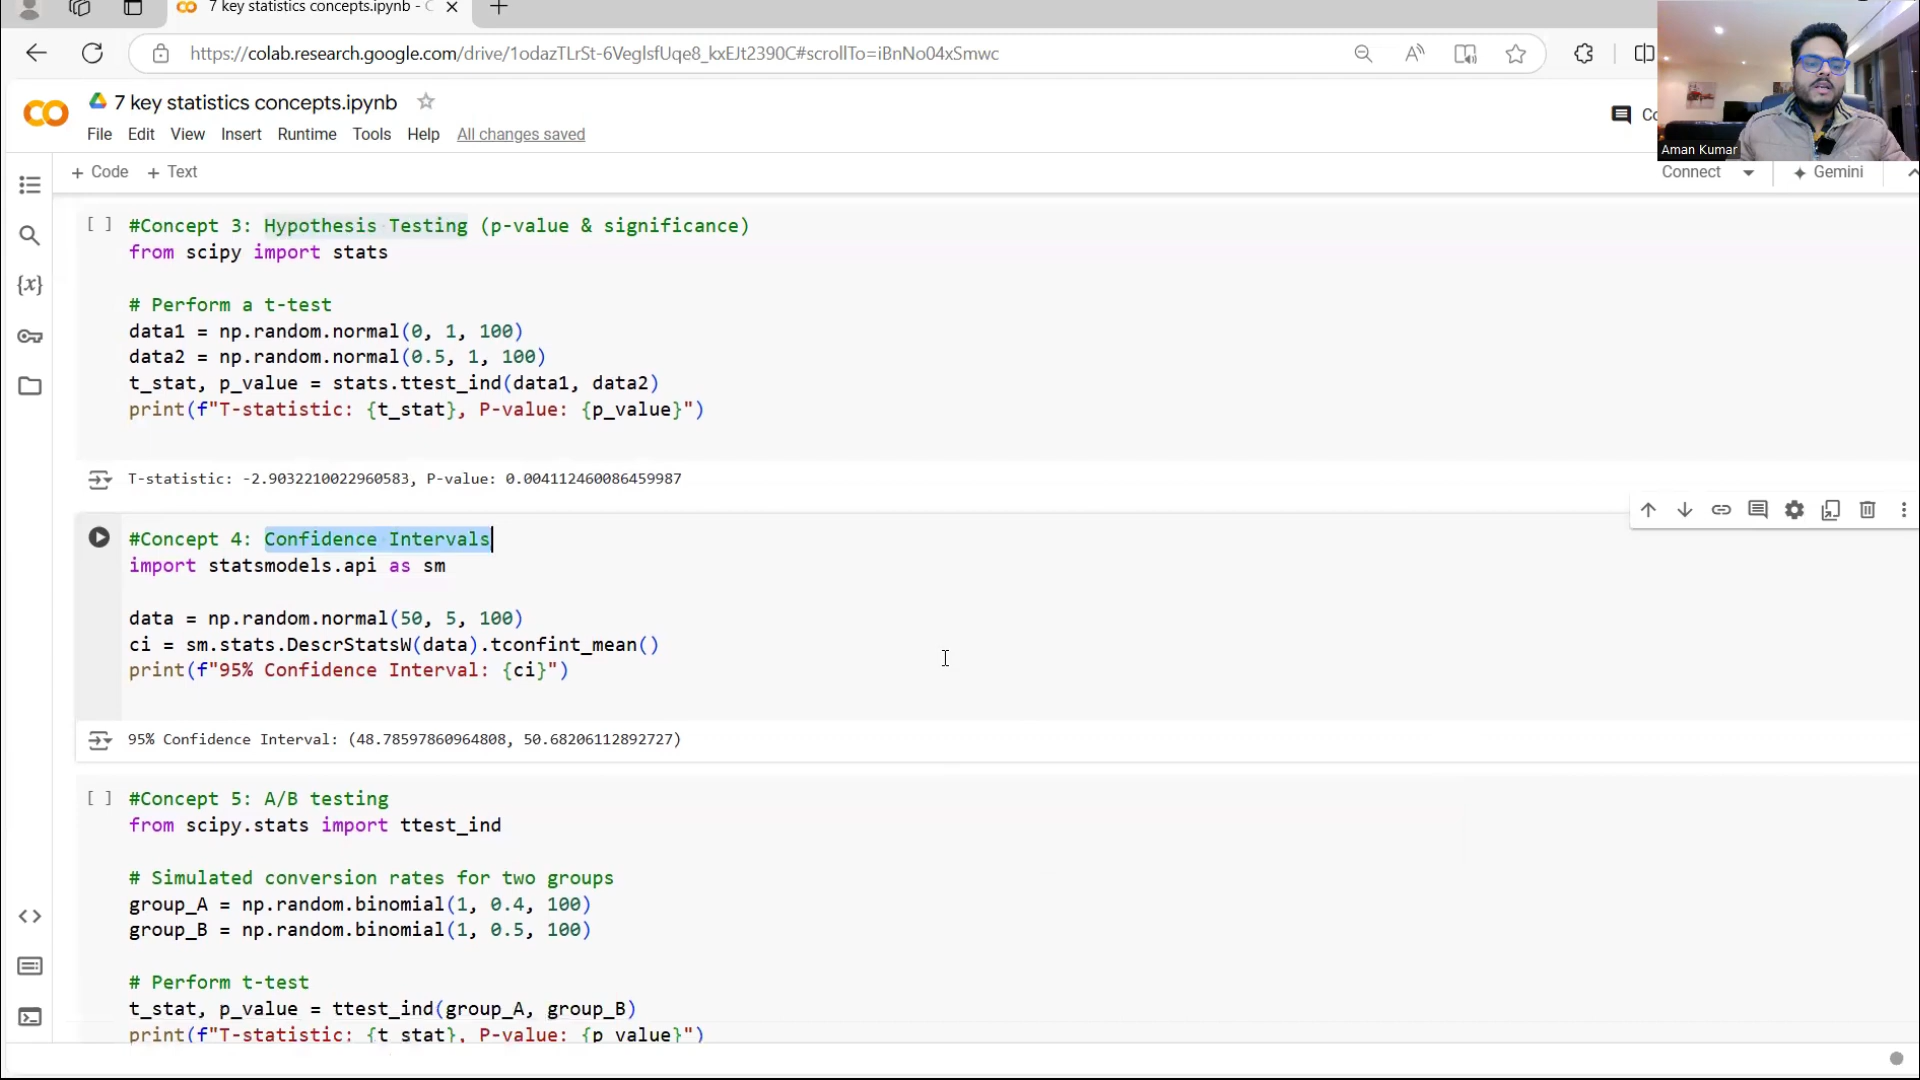 7 key statistics concepts.ipynb - C
https://colab.research.google.com/drive/1odazTLrSt-6VeglsfUqe8_kxEJt2390C#scrollTo=iBnNo04xSmwc
7 key statistics concepts.ipynb
File Edit View Insert Runtime Tools Help All changes saved
Aman Kumar
+ Code + Text
Connect Gemini
[ ] #Concept 3: Hypothesis Testing (p-value & significance)
from scipy import stats
# Perform a t-test
data1 = np.random.normal(0, 1, 100)
data2 = np.random.normal(0.5, 1, 100)
t_stat, p_value = stats.ttest_ind(data1, data2)
print(f"T-statistic: {t_stat}, P-value: {p_value}")
T-statistic: -2.9032210022960583, P-value: 0.004112460086459987
#Concept 4: Confidence Intervals
import statsmodels.api as sm
data = np.random.normal(50, 5, 100)
ci = sm.stats.DescrStatsW(data).tconfint_mean()
print(f"95% Confidence Interval: {ci}")
95% Confidence Interval: (48.78597860964808, 50.68206112892727)
[ ] #Concept 5: A/B testing
from scipy.stats import ttest_ind
# Simulated conversion rates for two groups
group_A = np.random.binomial(1, 0.4, 100)
group_B = np.random.binomial(1, 0.5, 100)
# Perform t-test
t_stat, p_value = ttest_ind(group_A, group_B)
print(f"T-statistic: {t_stat}, P-value: {p_value}")